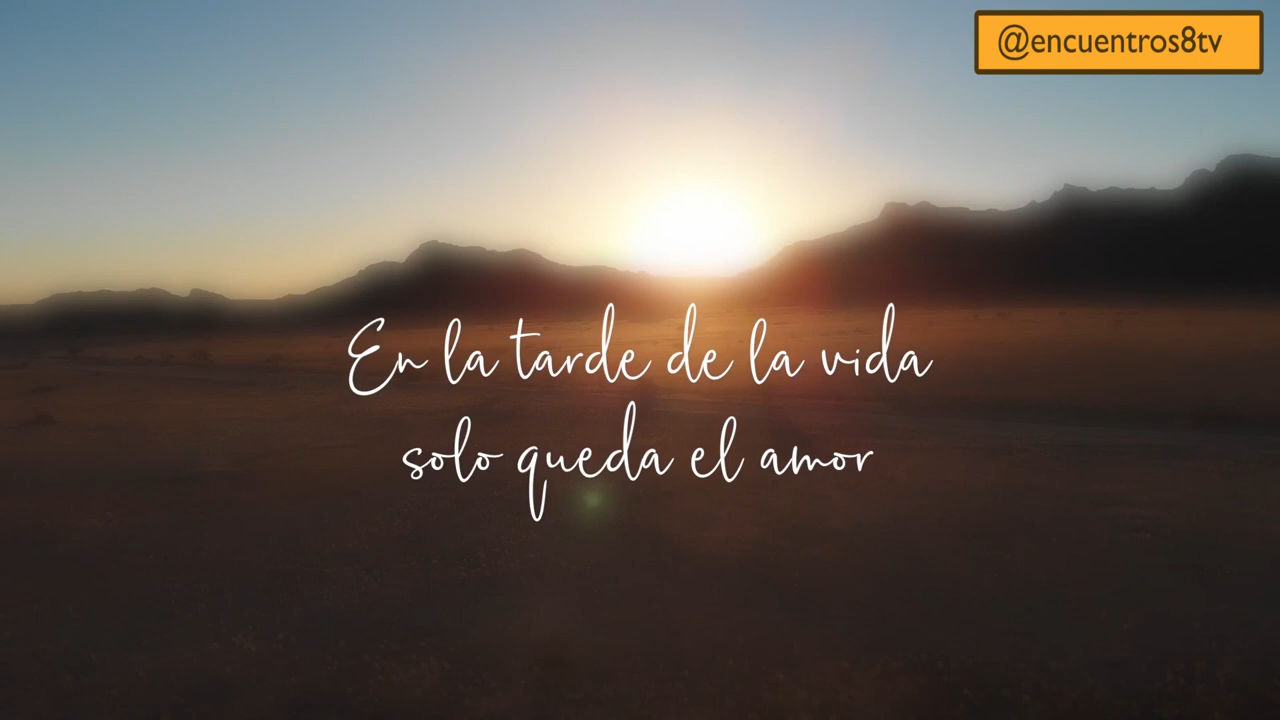 @encuentros8tv
En la tarde de la vida
solo queda el amor